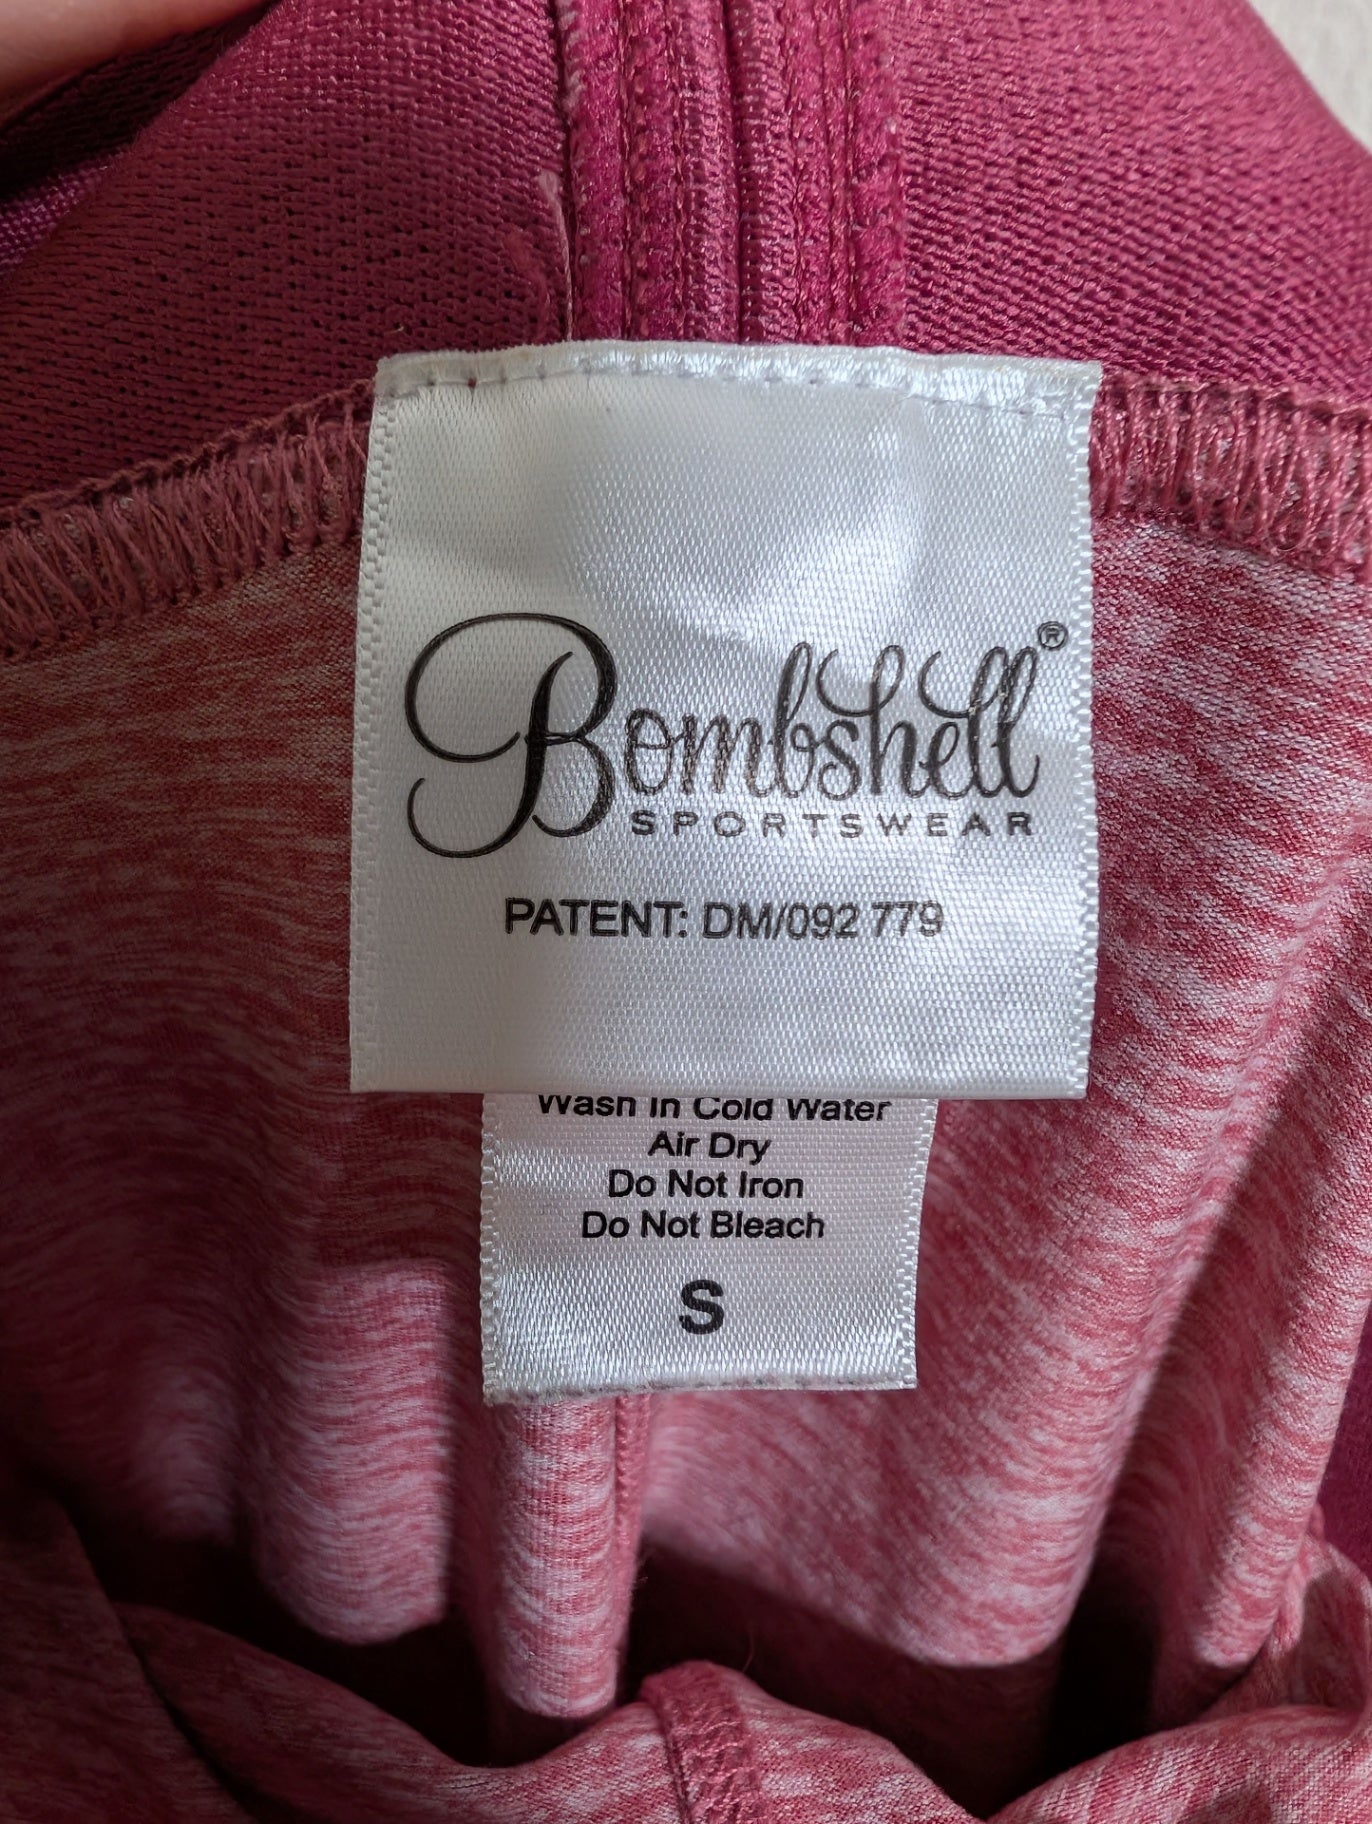 Bombshell®
SPORTSWEAR
PATENT: DM/092 779
Wash In Cold Water
Air Dry
Do Not Iron
Do Not Bleach
S